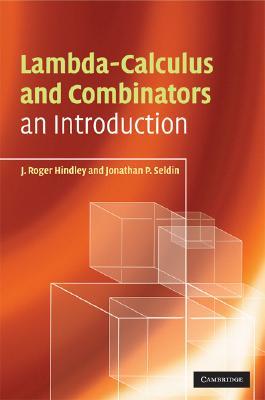 Lambda-Calculus
and Combinators
an Introduction
J. Roger Hindley and Jonathan P. Seldin
CAMBRIDGE